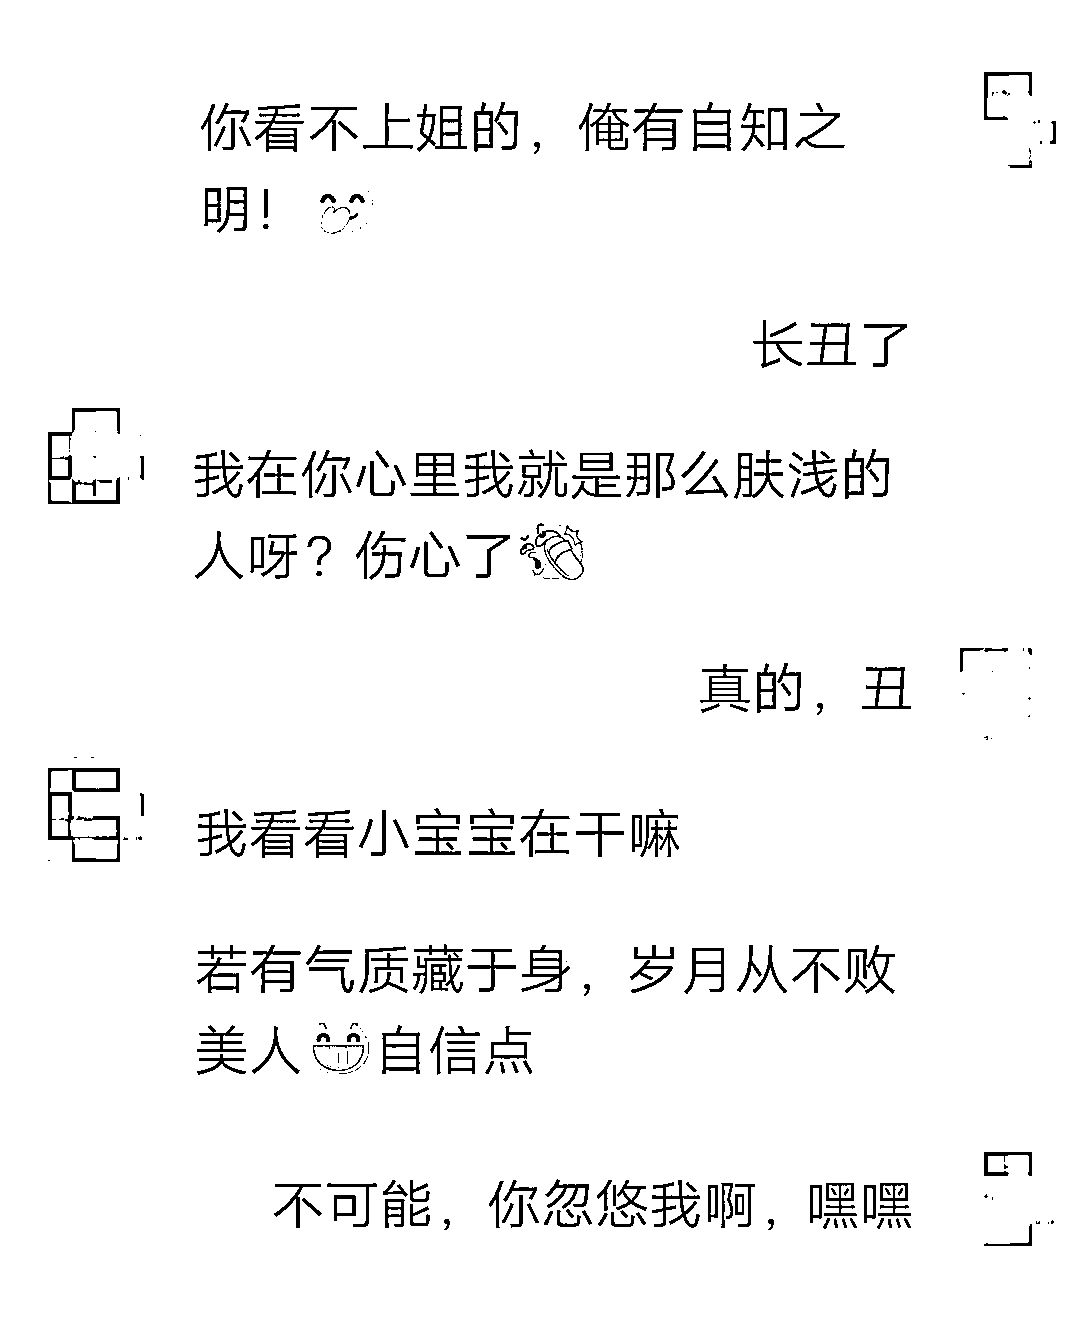 你看不上姐的，俺有自知之
明！
长丑了
我在你心里我就是那么肤浅的
人呀？伤心了
真的，丑
我看看小宝宝在干嘛
若有气质藏于身，岁月从不败
美人😁自信点
不可能，你忽悠我啊，嘿嘿